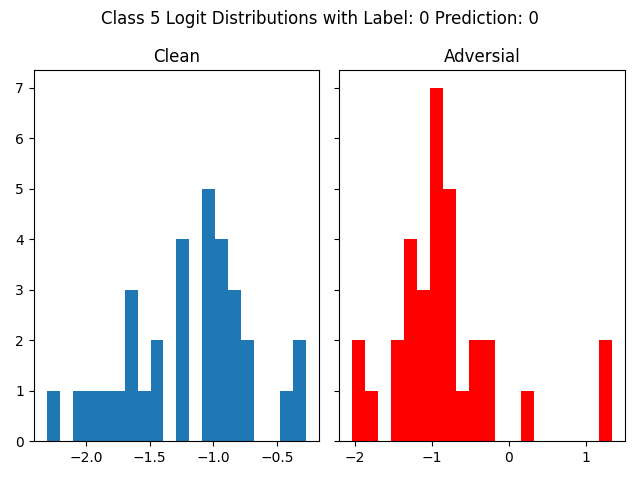 Class 5 Logit Distributions with Label: 0 Prediction: 0
Clean
Adversial
7
6
5
4
3
2
1
0
−2.0 −1.5 −1.0 −0.5
−2 −1 0 1